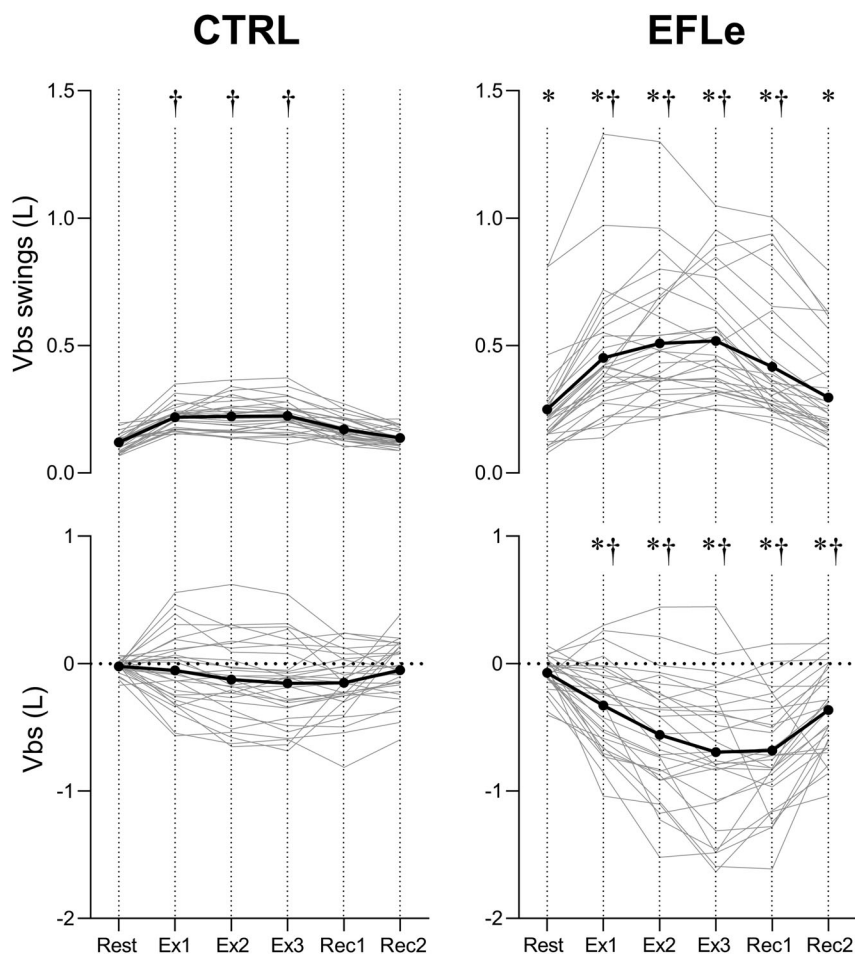 CTRL
EFLe
Vbs swings (L)
1.5
1.0
0.5
0.0
† † †
1.5
1.0
0.5
0.0
* *† *† *† *† *
Vbs (L)
1
0
-1
-2
Rest Ex1 Ex2 Ex3 Rec1 Rec2
1
0
-1
-2
*† *† *† *† *†
Rest Ex1 Ex2 Ex3 Rec1 Rec2